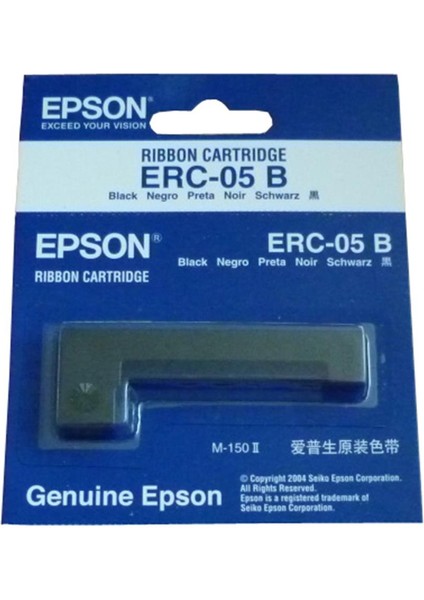 EPSON®
EXCEED YOUR VISION
RIBBON CARTRIDGE
ERC-05 B
Black Negro Preta Noir Schwarz 黑
EPSON®
RIBBON CARTRIDGE
ERC-05 B
Black Negro Preta Noir Schwarz 黑
M-150 II
爱普生原装色带
Genuine Epson
Copyright © 2004 Seiko Epson Corporation.
All Rights Reserved.
Epson is a registered trademark of
Seiko Epson Corporation.